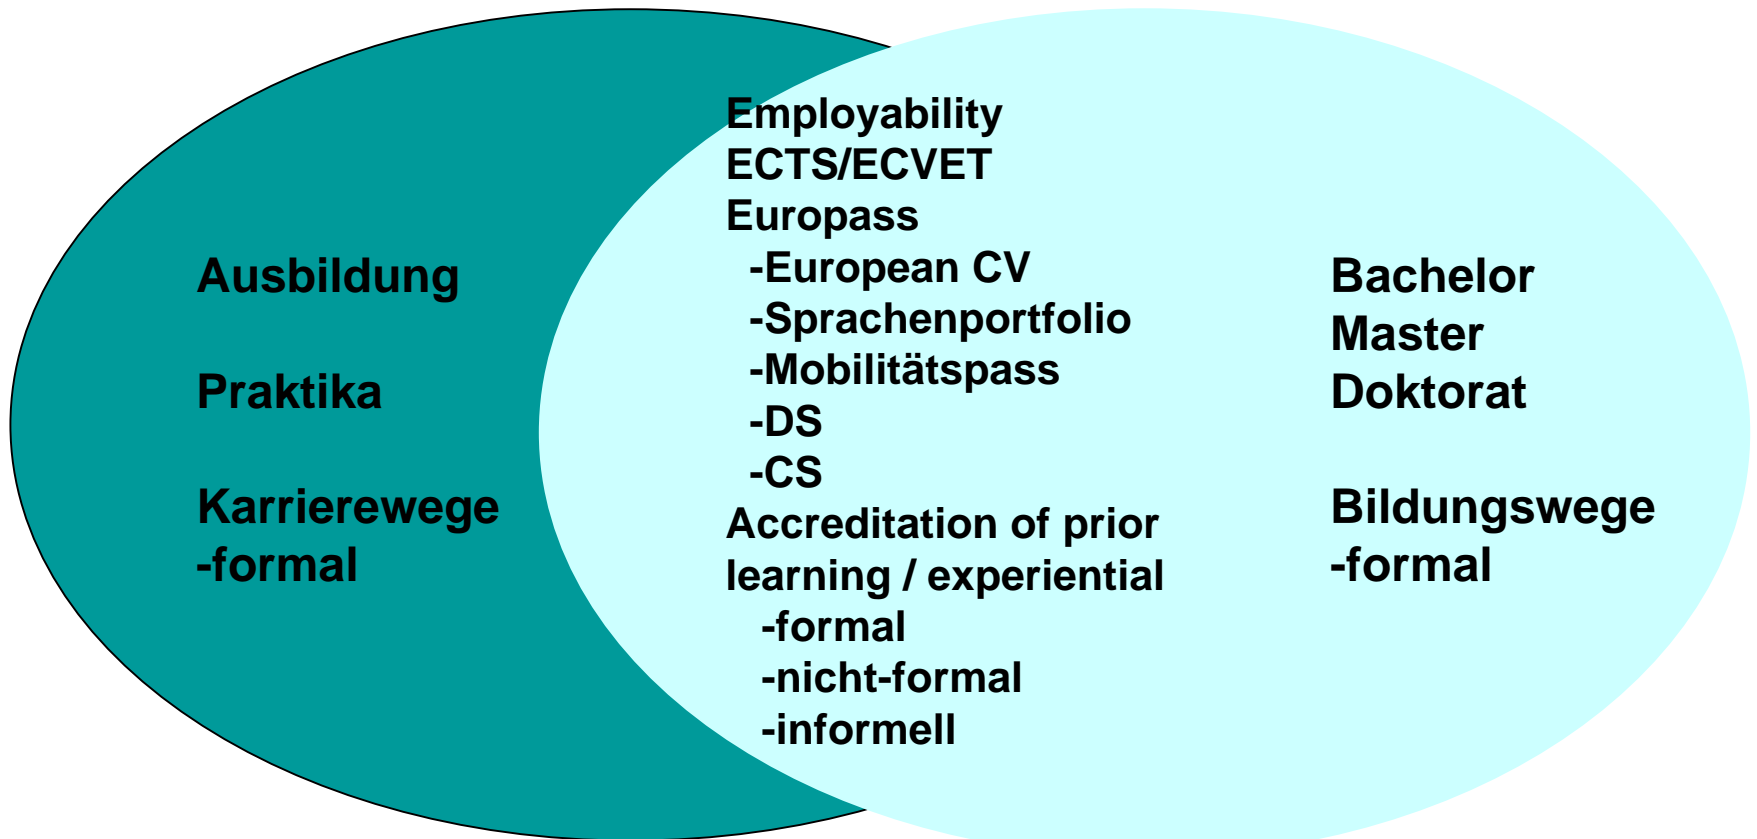 Ausbildung
Praktika
Karrierewege
-formal
Employability
ECTS/ECVET
Europass
-European CV
-Sprachenportfolio
-Mobilitätspass
-DS
-CS
Accreditation of prior
learning / experiential
-formal
-nicht-formal
-informell
Bachelor
Master
Doktorat
Bildungswege
-formal